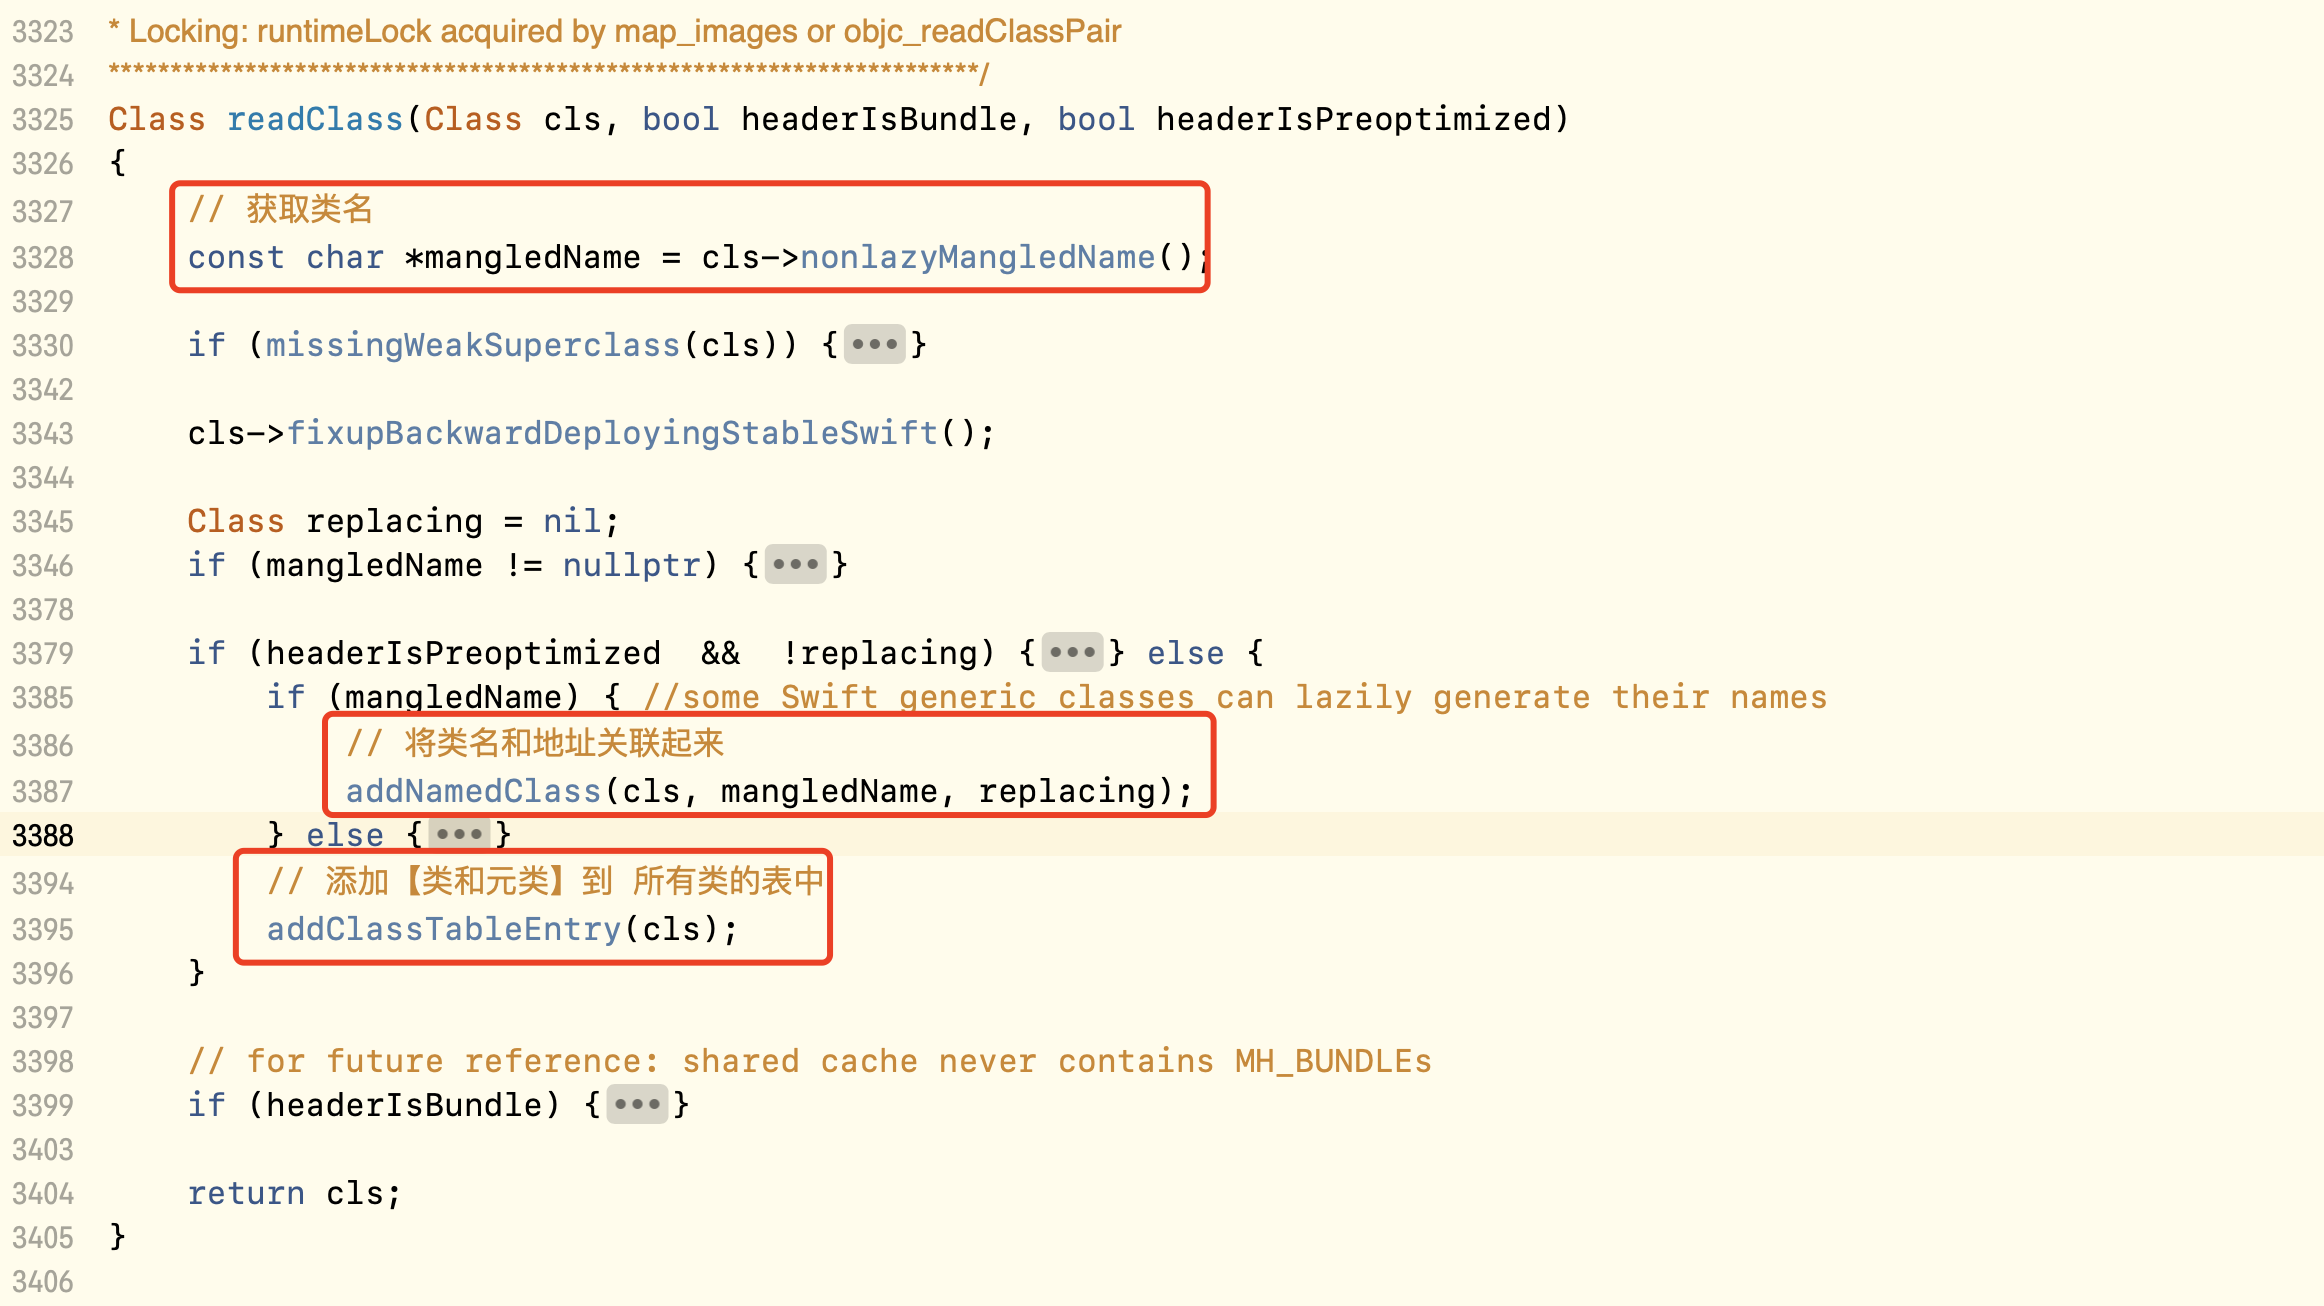 3323 * Locking: runtimeLock acquired by map_images or objc_readClassPair
3324 **********************************************************************/
3325 Class readClass(Class cls, bool headerIsBundle, bool headerIsPreoptimized)
3326 {
3327 // 获取类名
3328 const char *mangledName = cls->nonlazyMangledName();
3329
3330 if (missingWeakSuperclass(cls)) {•••}
3342
3343 cls->fixupBackwardDeployingStableSwift();
3344
3345 Class replacing = nil;
3346 if (mangledName != nullptr) {•••}
3378
3379 if (headerIsPreoptimized && !replacing) {•••} else {
3385 if (mangledName) { //some Swift generic classes can lazily generate their names
3386 // 将类名和地址关联起来
3387 addNamedClass(cls, mangledName, replacing);
3388 } else {•••}
3394 // 添加【类和元类】到 所有类的表中
3395 addClassTableEntry(cls);
3396 }
3397
3398 // for future reference: shared cache never contains MH_BUNDLEs
3399 if (headerIsBundle) {•••}
3403
3404 return cls;
3405 }
3406